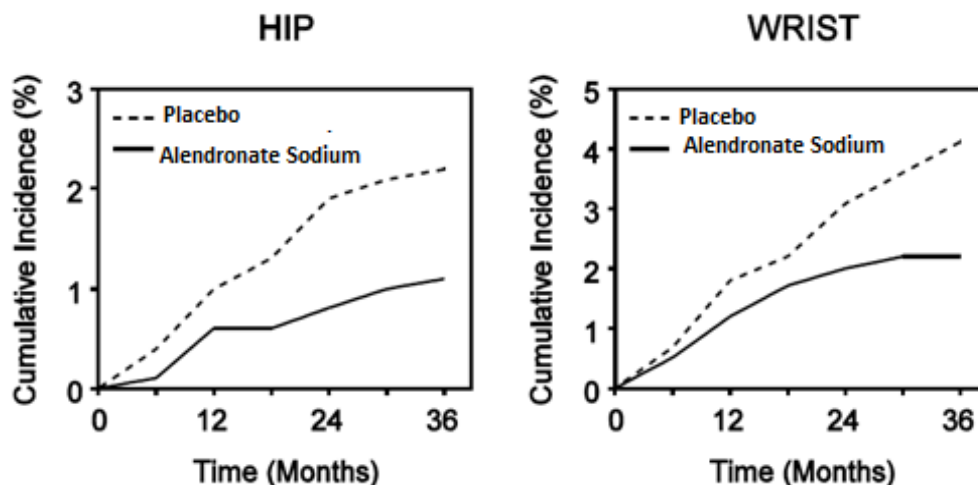 HIP
Cumulative Incidence (%)
3
2
1
0
Placebo
Alendronate Sodium
0 12 24 36
Time (Months)
WRIST
Cumulative Incidence (%)
5
4
3
2
1
0
Placebo
Alendronate Sodium
0 12 24 36
Time (Months)